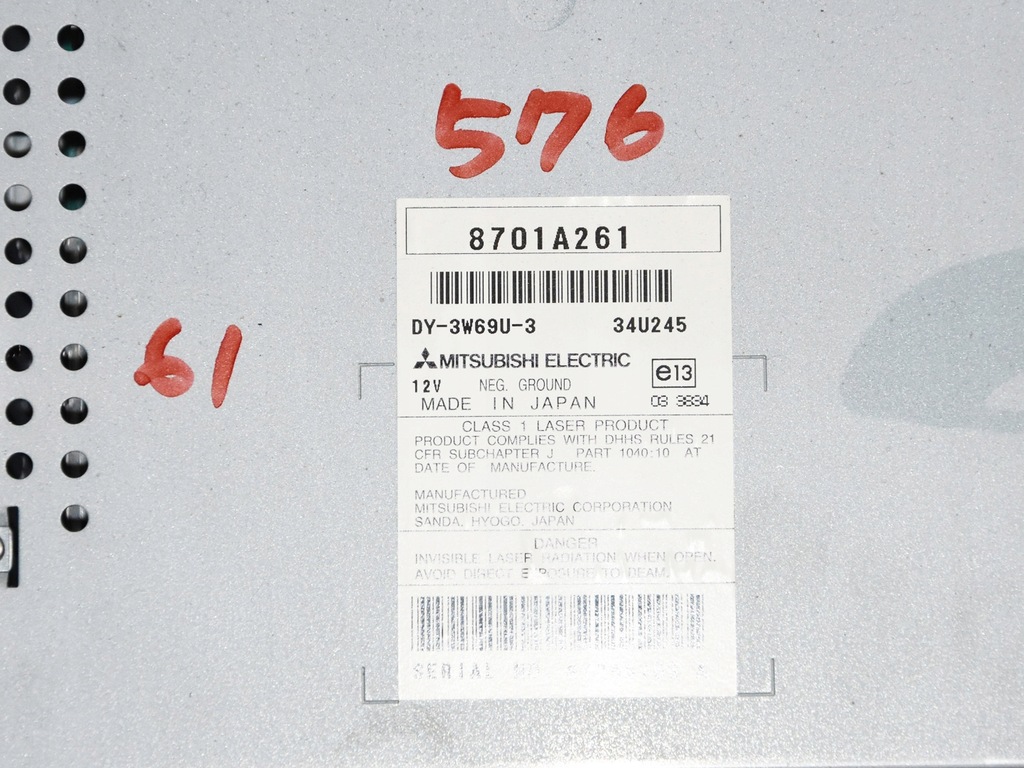 576
61
8701A261
DY-3W69U-3 34U245
MITSUBISHI ELECTRIC
12V NEG. GROUND e13
MADE IN JAPAN 03 3884
CLASS 1 LASER PRODUCT
PRODUCT COMPLIES WITH DHHS RULES 21
CFR SUBCHAPTER J PART 1040:10 AT
DATE OF MANUFACTURE.
MANUFACTURED
MITSUBISHI ELECTRIC CORPORATION
SANDA, HYOGO, JAPAN
DANGER
INVISIBLE LASER RADIATION WHEN OPEN.
AVOID DIRECT EXPOSURE TO BEAM.
SERIAL